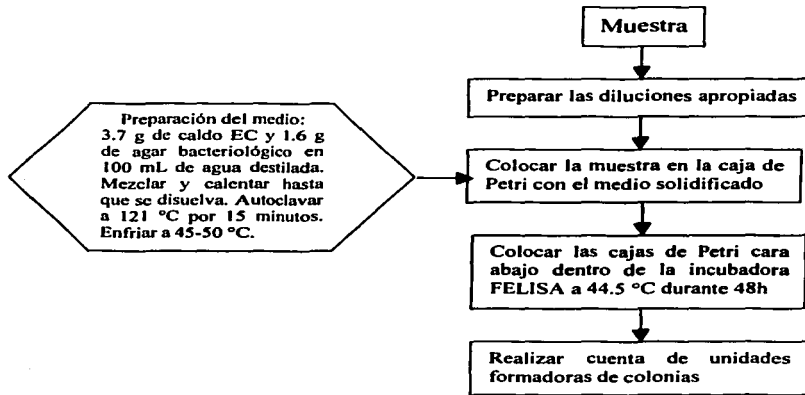 Muestra
Preparar las diluciones apropiadas
Preparación del medio:
3.7 g de caldo EC y 1.6 g
de agar bacteriológico en
100 mL de agua destilada.
Mezclar y calentar hasta
que se disuelva. Autoclavar
a 121 °C por 15 minutos.
Enfriar a 45-50 °C.
Colocar la muestra en la caja de
Petri con el medio solidificado
Colocar las cajas de Petri cara
abajo dentro de la incubadora
FELISA a 44.5 °C durante 48h
Realizar cuenta de unidades
formadoras de colonias